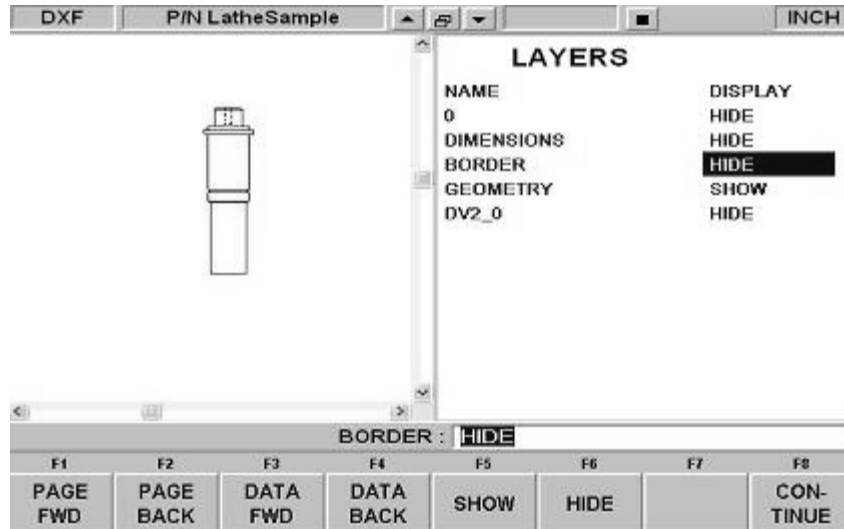 DXF P/N LatheSample INCH
LAYERS
NAME DISPLAY
0 HIDE
DIMENSIONS HIDE
BORDER HIDE
GEOMETRY SHOW
DV2_0 HIDE
BORDER : HIDE
F1 F2 F3 F4 F5 F6 F7 F8
PAGE PAGE DATA DATA SHOW HIDE CON-
FWD BACK FWD BACK TINUE